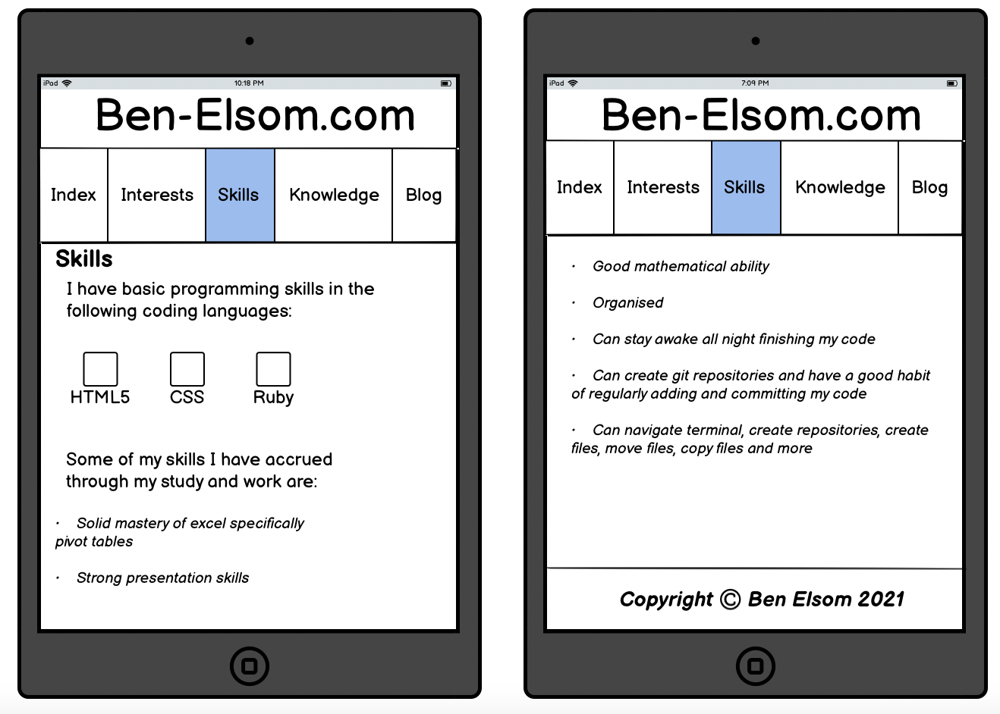 iPad
10:18 PM
Ben-Elsom.com
Index Interests Skills Knowledge Blog
Skills
I have basic programming skills in the
following coding languages:
HTML5 CSS Ruby
Some of my skills I have accrued
through my study and work are:
· Solid mastery of excel specifically
pivot tables
· Strong presentation skills
iPad
7:09 PM
Ben-Elsom.com
Index Interests Skills Knowledge Blog
· Good mathematical ability
· Organised
· Can stay awake all night finishing my code
· Can create git repositories and have a good habit
of regularly adding and committing my code
· Can navigate terminal, create repositories, create
files, move files, copy files and more
Copyright © Ben Elsom 2021